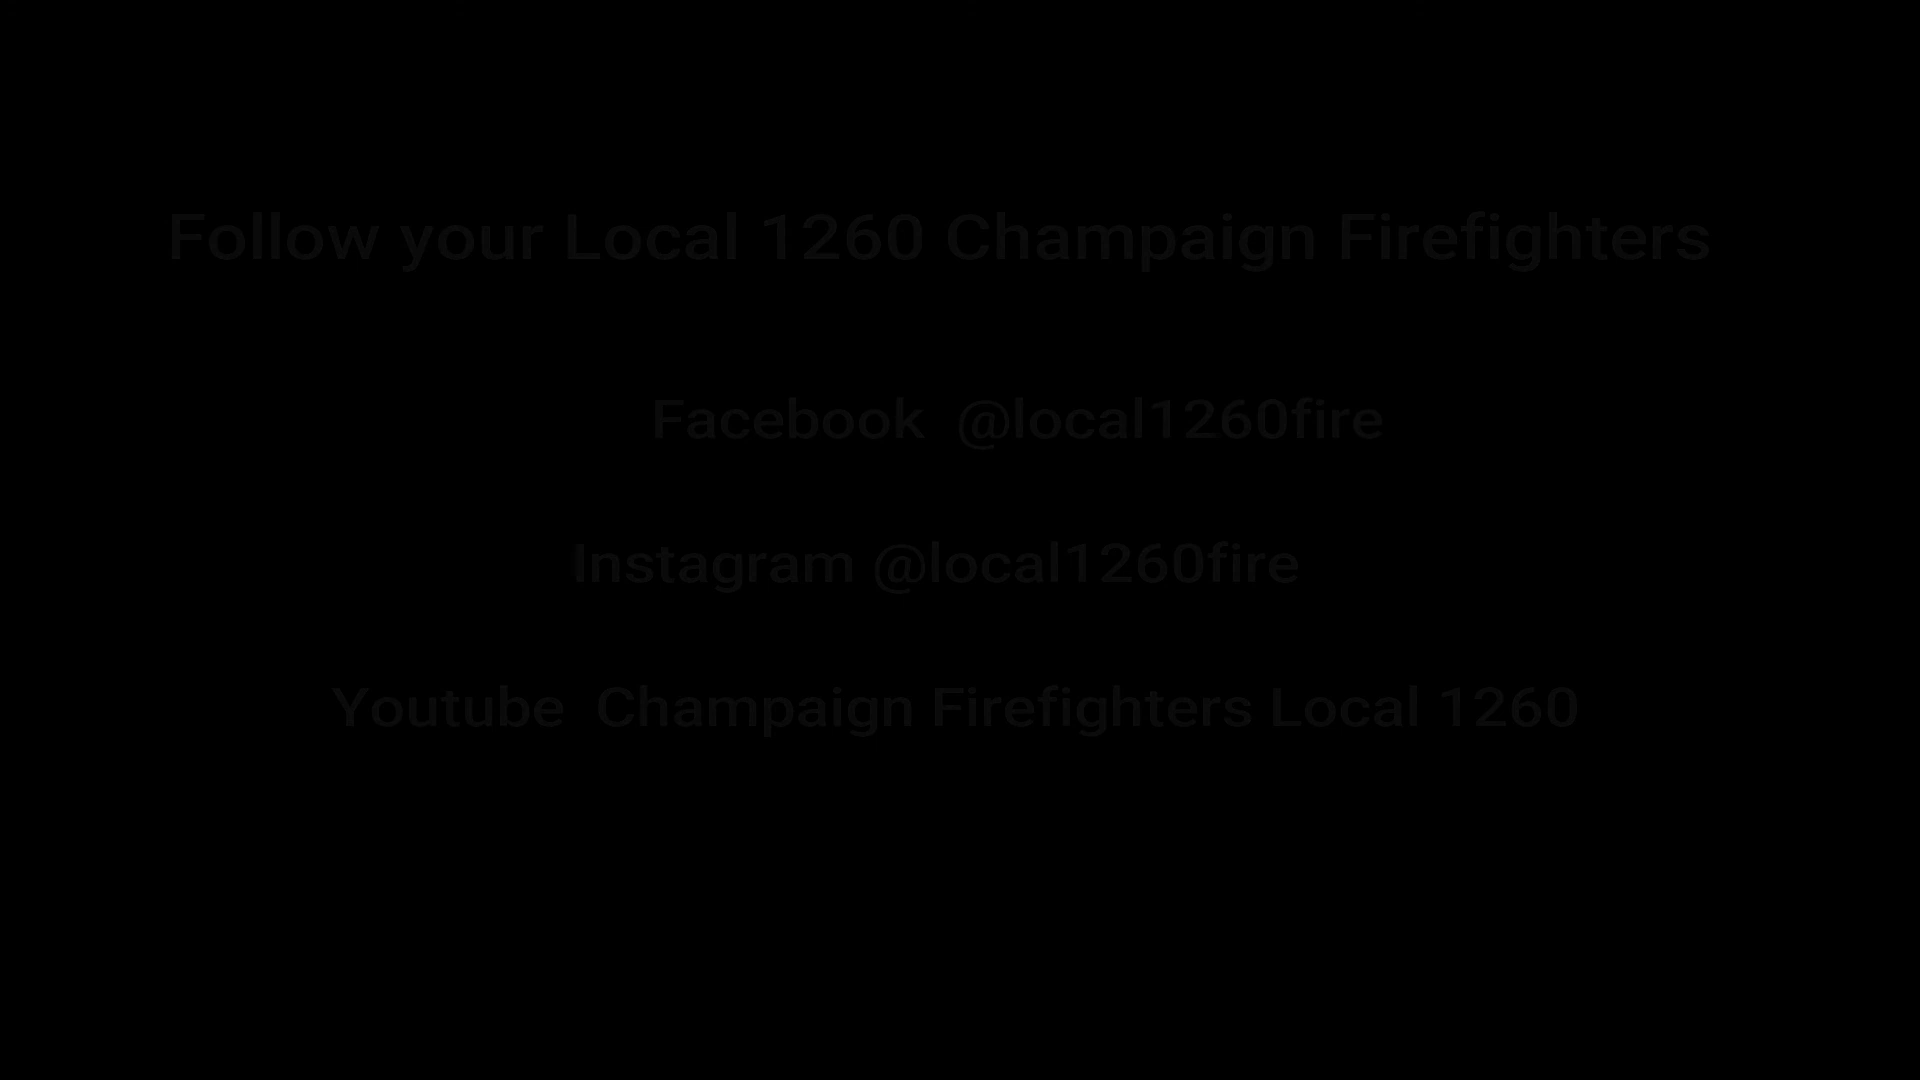 Follow your Local 1260 Champaign Firefighters
Facebook @local1260fire
Instagram @local1260fire
Youtube Champaign Firefighters Local 1260